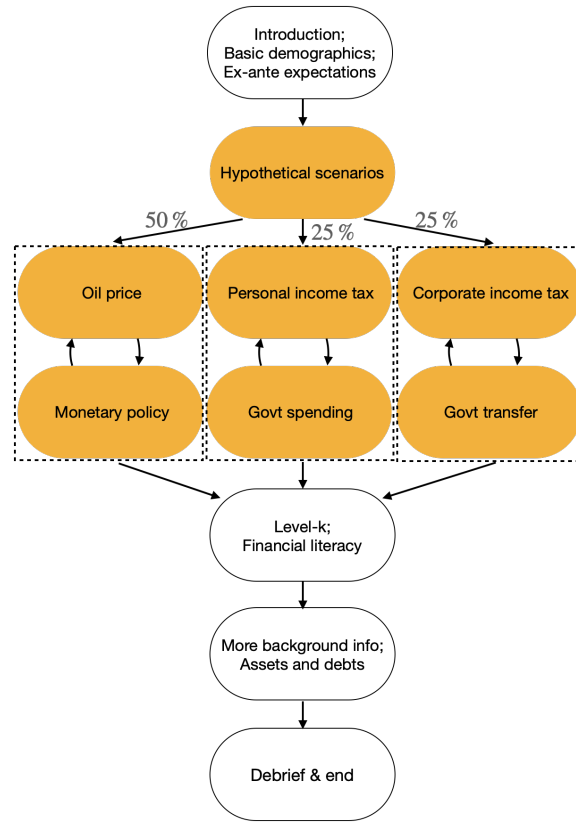 Introduction;
Basic demographics;
Ex-ante expectations
Hypothetical scenarios
50 %
25 %
25 %
Oil price
Personal income tax
Corporate income tax
Monetary policy
Govt spending
Govt transfer
Level-k;
Financial literacy
More background info;
Assets and debts
Debrief & end